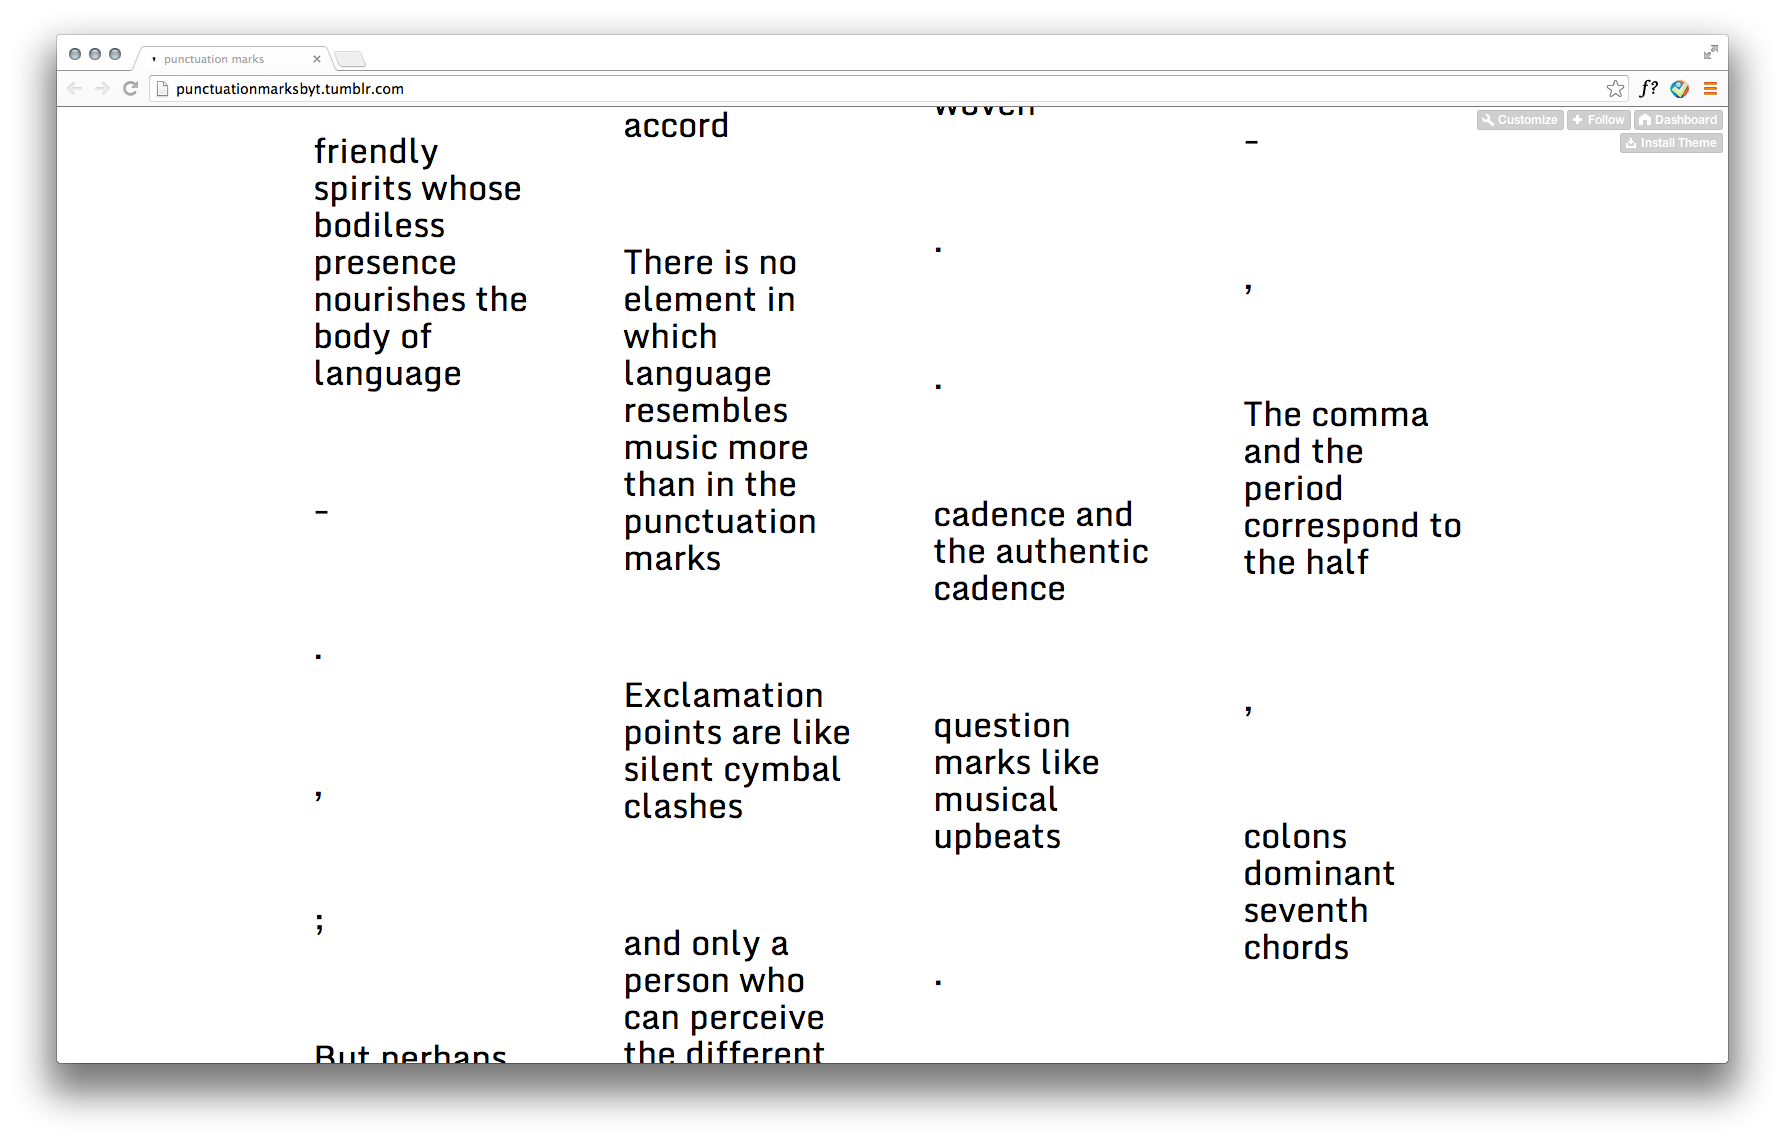 punctuation marks
punctuationmarksbyt.tumblr.com
f?
Customize
Follow
Dashboard
Install Theme
friendly
spirits whose
bodiless
presence
nourishes the
body of
language
-
.
,
;
But perhaps
accord
There is no
element in
which
language
resembles
music more
than in the
punctuation
marks
Exclamation
points are like
silent cymbal
clashes
and only a
person who
can perceive
the different
woven
.
.
cadence and
the authentic
cadence
question
marks like
musical
upbeats
.
-
,
The comma
and the
period
correspond to
the half
,
colons
dominant
seventh
chords